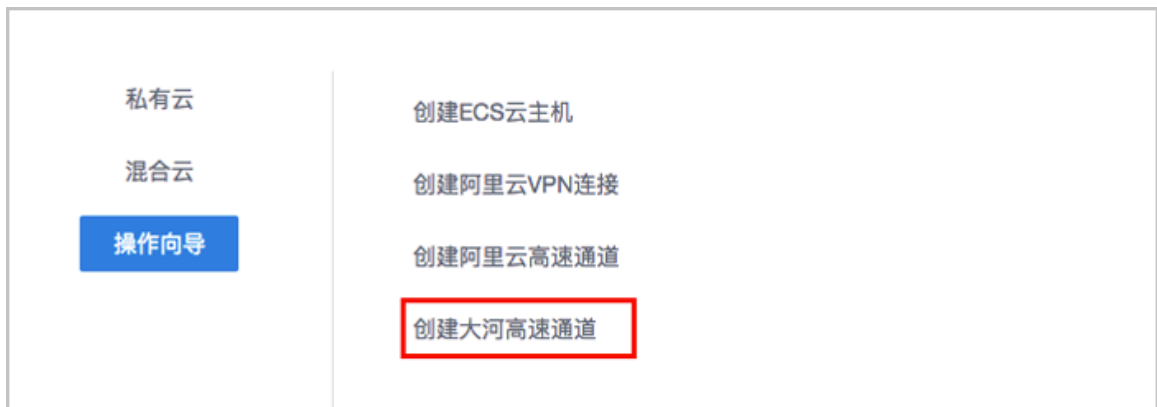 私有云
混合云
操作向导
创建ECS云主机
创建阿里云VPN连接
创建阿里云高速通道
创建大河高速通道